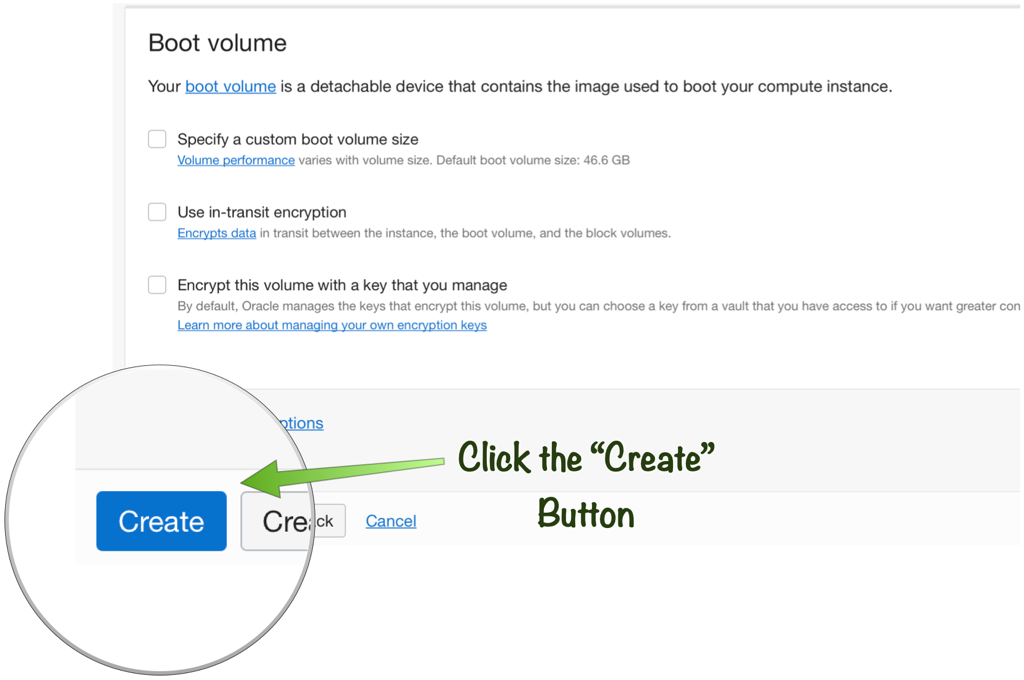 Boot volume
Your boot volume is a detachable device that contains the image used to boot your compute instance.
Specify a custom boot volume size
Volume performance varies with volume size. Default boot volume size: 46.6 GB
Use in-transit encryption
Encrypts data in transit between the instance, the boot volume, and the block volumes.
Encrypt this volume with a key that you manage
By default, Oracle manages the keys that encrypt this volume, but you can choose a key from a vault that you have access to if you want greater con
Learn more about managing your own encryption keys
ptions
Click the “Create”
Button
Create Crea ck Cancel